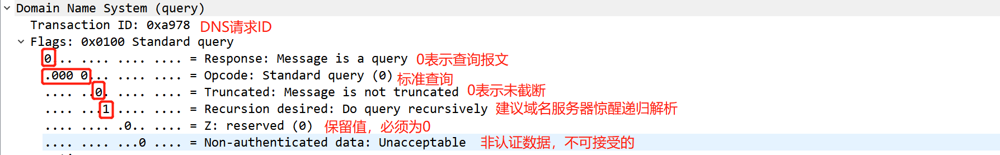 Domain Name System (query)
Transaction ID: 0xa978 DNS请求ID
Flags: 0x0100 Standard query
0... .... .... .... = Response: Message is a query 0表示查询报文
.000 0... .... .... = Opcode: Standard query (0) 标准查询
.... ..0. .... .... = Truncated: Message is not truncated 0表示未截断
.... ...1 .... .... = Recursion desired: Do query recursively 建议域名服务器惊醒递归解析
.... .... .0.. .... = Z: reserved (0) 保留值，必须为0
.... .... ...0 .... = Non-authenticated data: Unacceptable 非认证数据，不可接受的